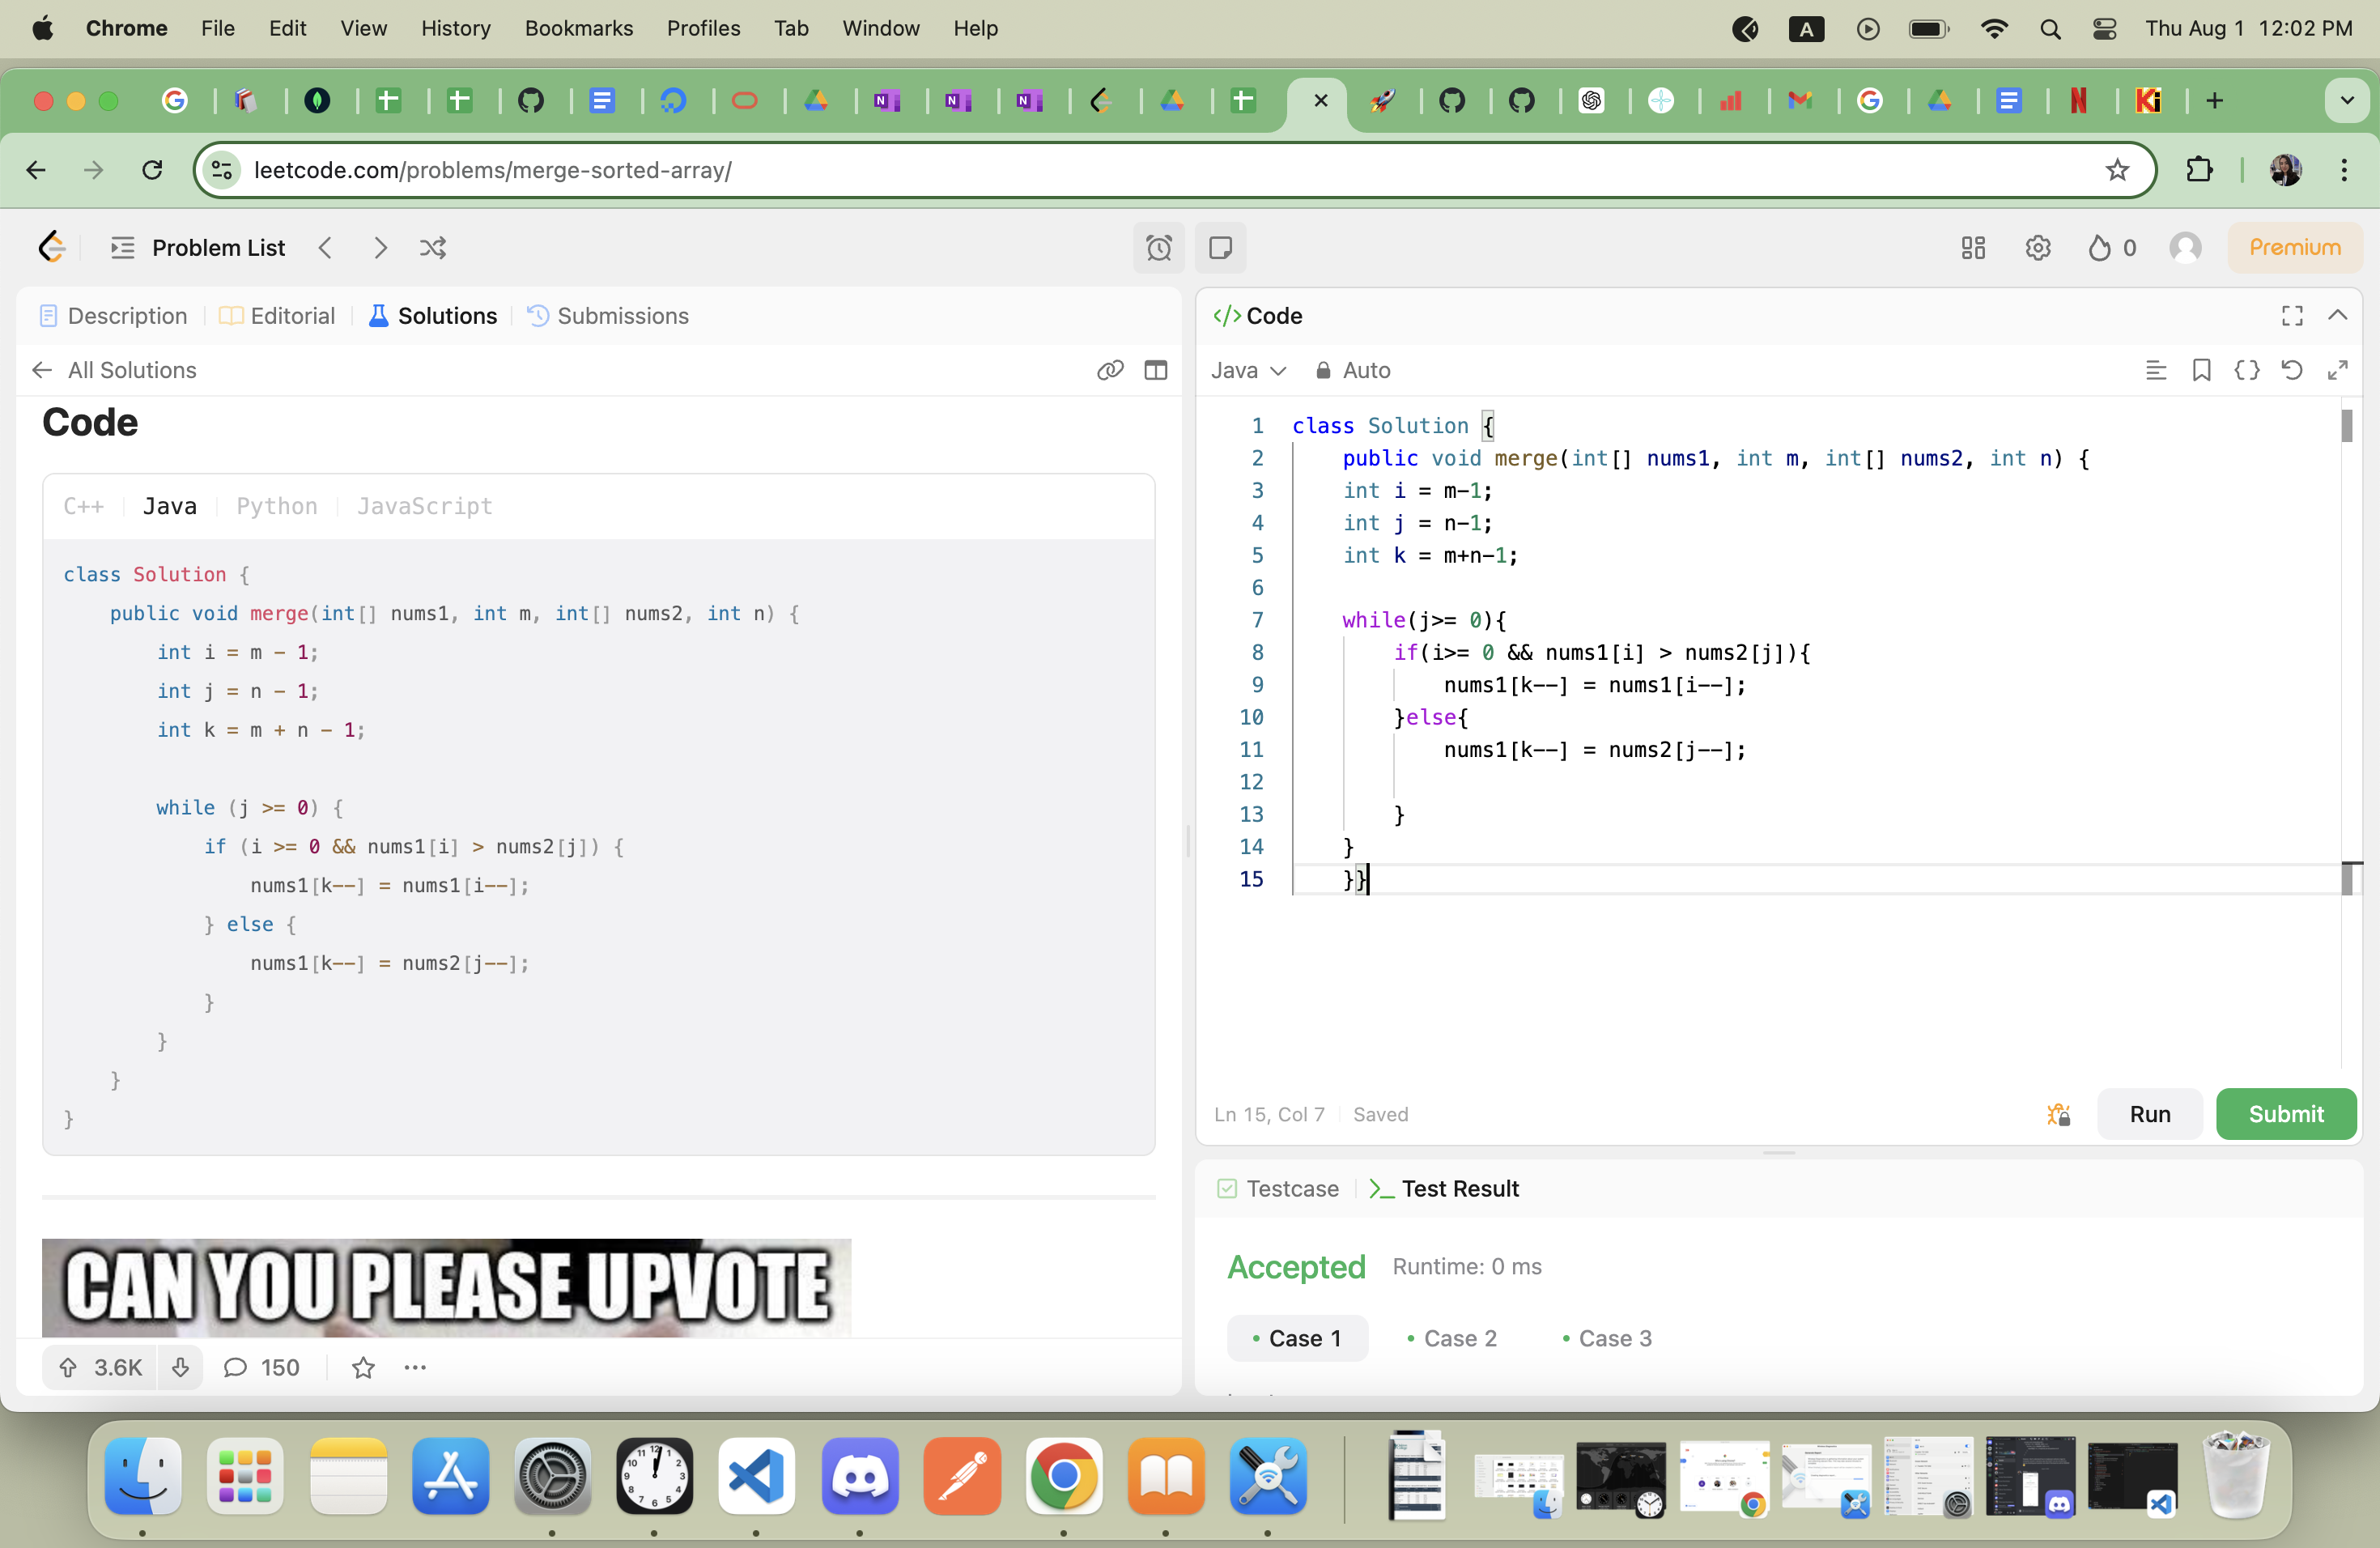 Chrome File Edit View History Bookmarks Profiles Tab Window Help A Thu Aug 1 12:02 PM
leetcode.com/problems/merge-sorted-array/
Problem List 0 Premium
Description Editorial Solutions Submissions
All Solutions
Code
C++ Java Python JavaScript
class Solution {
    public void merge(int[] nums1, int m, int[] nums2, int n) {
        int i = m - 1;
        int j = n - 1;
        int k = m + n - 1;
        while (j >= 0) {
            if (i >= 0 && nums1[i] > nums2[j]) {
                nums1[k--] = nums1[i--];
            } else {
                nums1[k--] = nums2[j--];
            }
        }
    }
}
CAN YOU PLEASE UPVOTE
3.6K 150
</> Code
Java Auto
1 class Solution {
2     public void merge(int[] nums1, int m, int[] nums2, int n) {
3     int i = m-1;
4     int j = n-1;
5     int k = m+n-1;
6
7     while(j>= 0){
8         if(i>= 0 && nums1[i] > nums2[j]){
9             nums1[k--] = nums1[i--];
10         }else{
11             nums1[k--] = nums2[j--];
12
13         }
14     }
15     }}
Ln 15, Col 7 Saved Run Submit
Testcase >_ Test Result
Accepted Runtime: 0 ms
Case 1 Case 2 Case 3